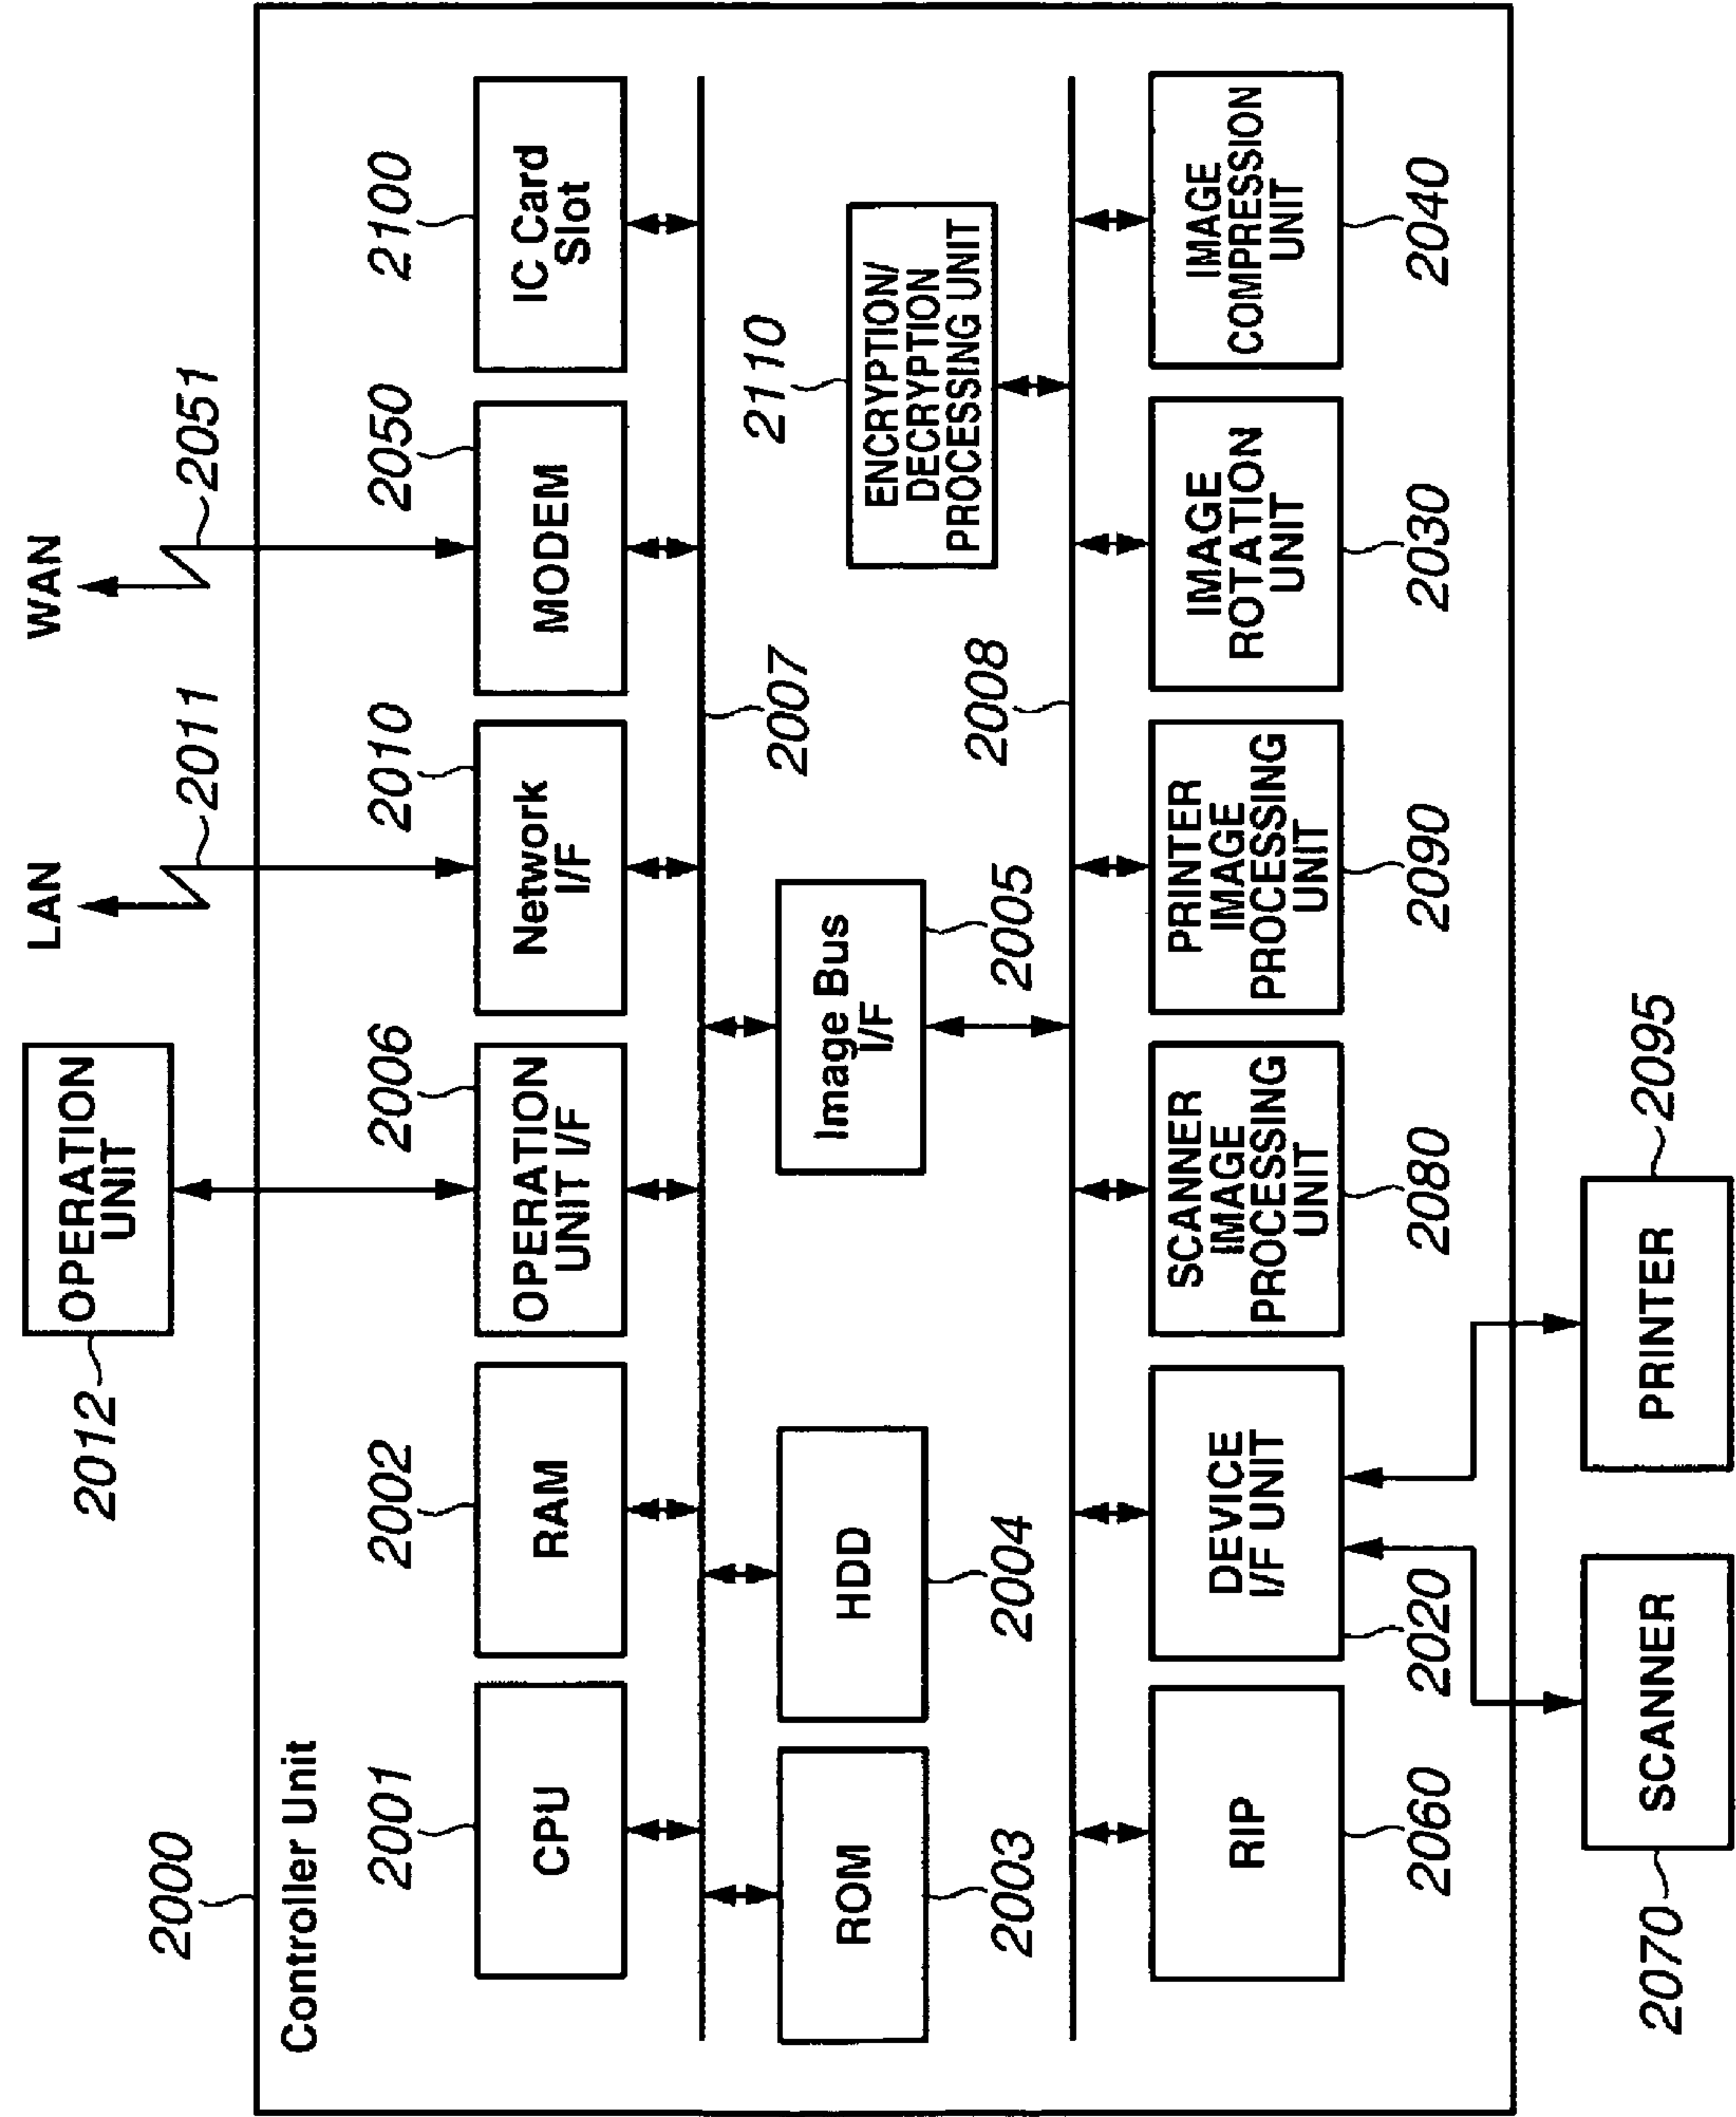 2000
Controller Unit
2012
OPERATION
UNIT
LAN
2011
WAN
2051
2001
CPU
2002
RAM
2006
OPERATION
UNIT I/F
2010
Network
I/F
2050
MODEM
2100
IC Card
Slot
2007
ROM
2003
HDD
2004
Image Bus
I/F
2005
2110
ENCRYPTION/
DECRYPTION
PROCESSING UNIT
2008
RIP
2060
DEVICE
I/F UNIT
2020
SCANNER
IMAGE
PROCESSING
UNIT
2080
PRINTER
IMAGE
PROCESSING
UNIT
2090
IMAGE
ROTATION
UNIT
2030
IMAGE
COMPRESSION
UNIT
2040
2070
SCANNER
PRINTER
2095